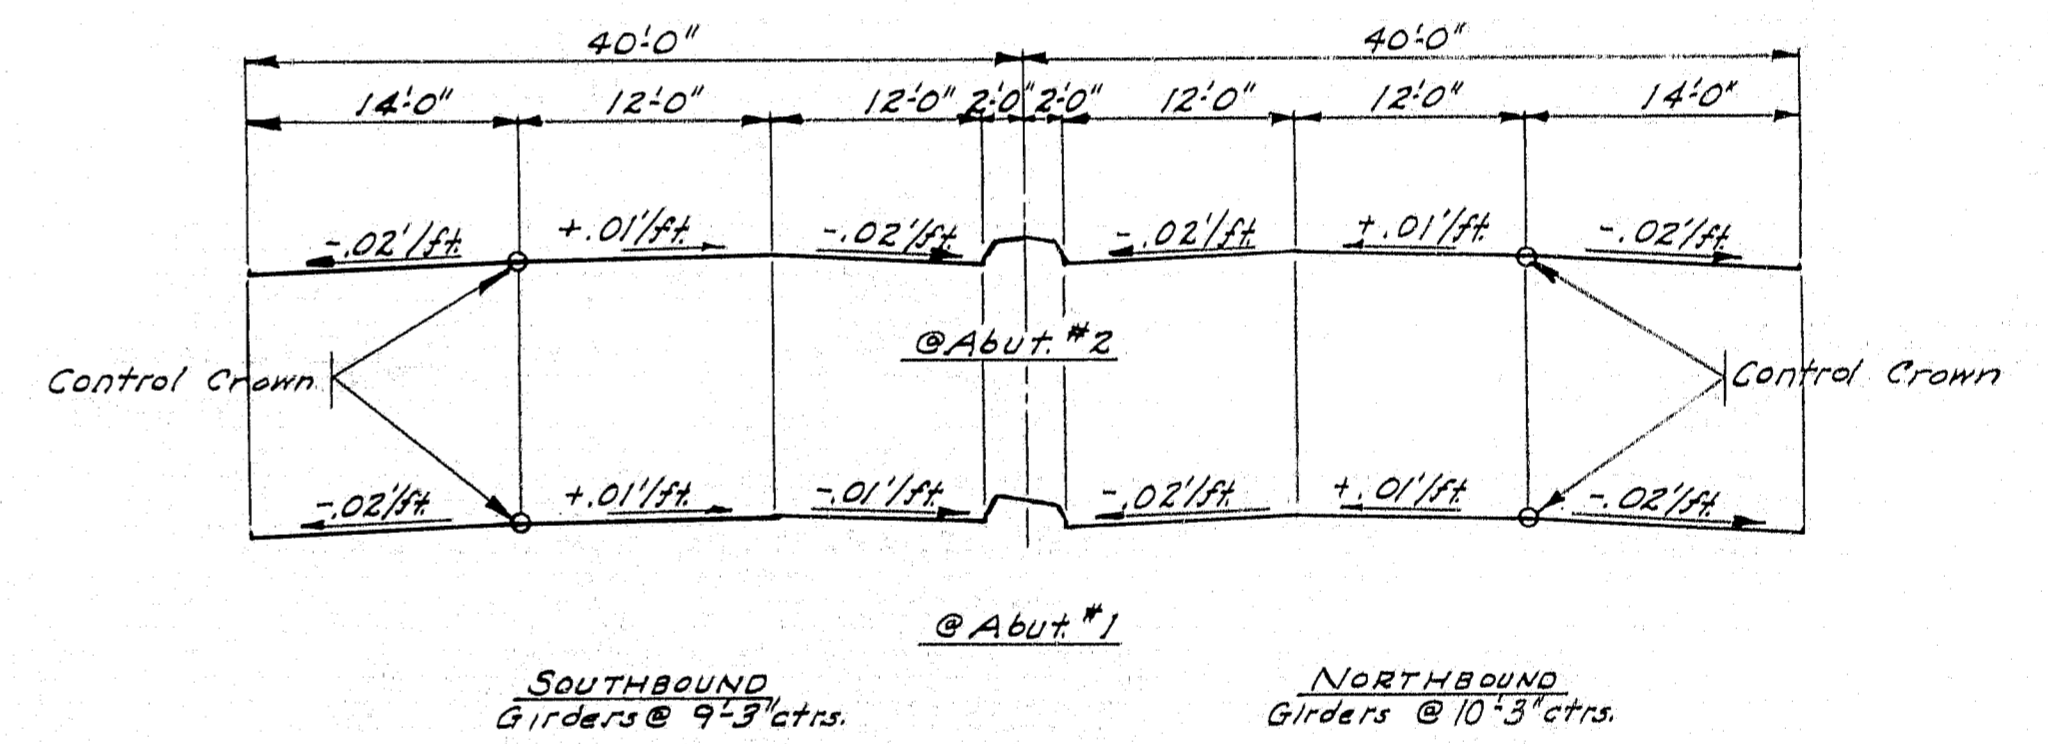 40'-0" 40'-0"
14'-0" 12'-0" 12'-0" 2'-0" 2'-0" 12'-0" 12'-0" 14'-0"
-.02'/ft. +.01'/ft. -.02'/ft. -.02'/ft. +.01'/ft. -.02'/ft.
@ Abut. #2
Control Crown Control Crown
-.02'/ft. +.01'/ft. -.01'/ft. -.02'/ft. +.01'/ft. -.02'/ft.
@ Abut. #1
SOUTHBOUND NORTHBOUND
Girders @ 9'-3" ctrs. Girders @ 10'-3" ctrs.